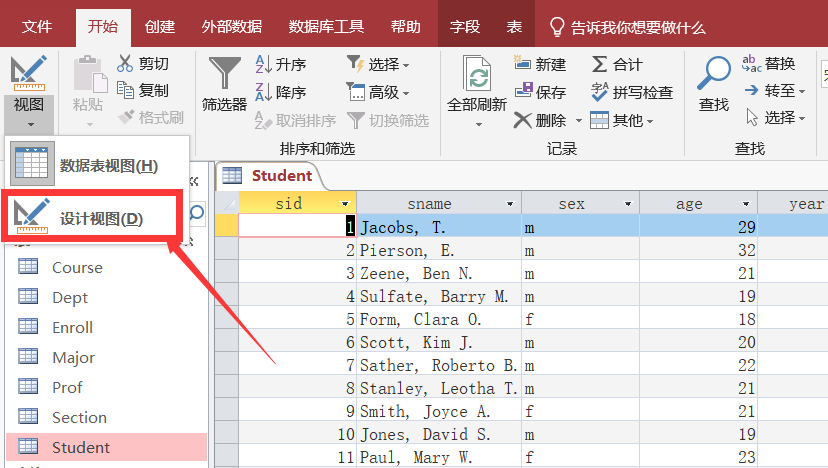 文件 开始 创建 外部数据 数据库工具 帮助 字段 表 告诉我你想要做什么
视图 粘贴 剪切 复制 格式刷
筛选器 升序 降序 取消排序 选择 高级 切换筛选
排序和筛选
全部刷新 新建 保存 删除 合计 拼写检查 其他
记录
查找 替换 转至 选择
查找
数据表视图(H)
设计视图(D)
Course
Dept
Enroll
Major
Prof
Section
Student
Student
sid sname sex age year
1 Jacobs, T. m 29
2 Pierson, E. m 32
3 Zeene, Ben N. m 21
4 Sulfate, Barry M. m 19
5 Form, Clara O. f 18
6 Scott, Kim J. m 20
7 Sather, Roberto B. m 22
8 Stanley, Leotha T. m 21
9 Smith, Joyce A. f 21
10 Jones, David S. m 19
11 Paul, Mary W. f 23